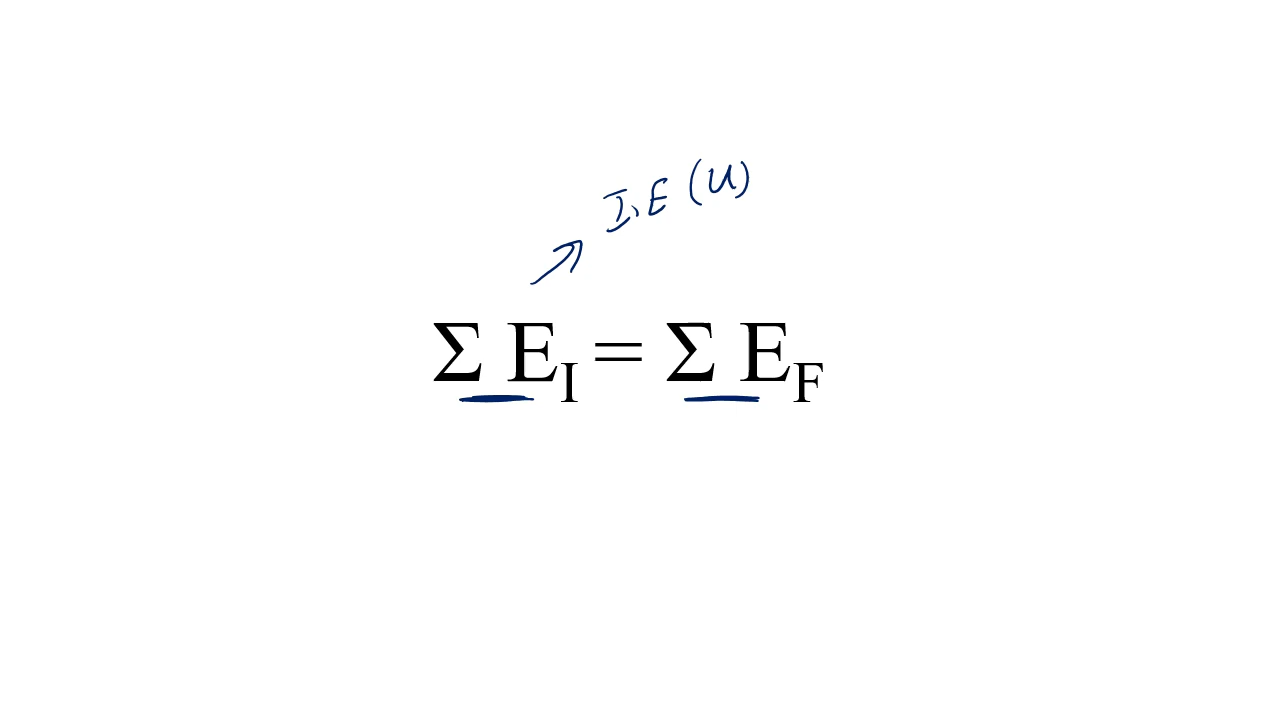 I.E (U)
Σ E_I = Σ E_F